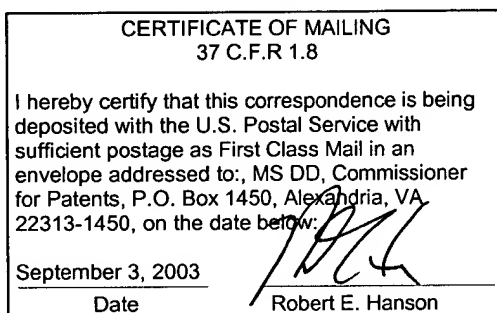 CERTIFICATE OF MAILING
37 C.F.R 1.8
I hereby certify that this correspondence is being
deposited with the U.S. Postal Service with
sufficient postage as First Class Mail in an
envelope addressed to:, MS DD, Commissioner
for Patents, P.O. Box 1450, Alexandria, VA
22313-1450, on the date below:
September 3, 2003
Date
Robert E. Hanson